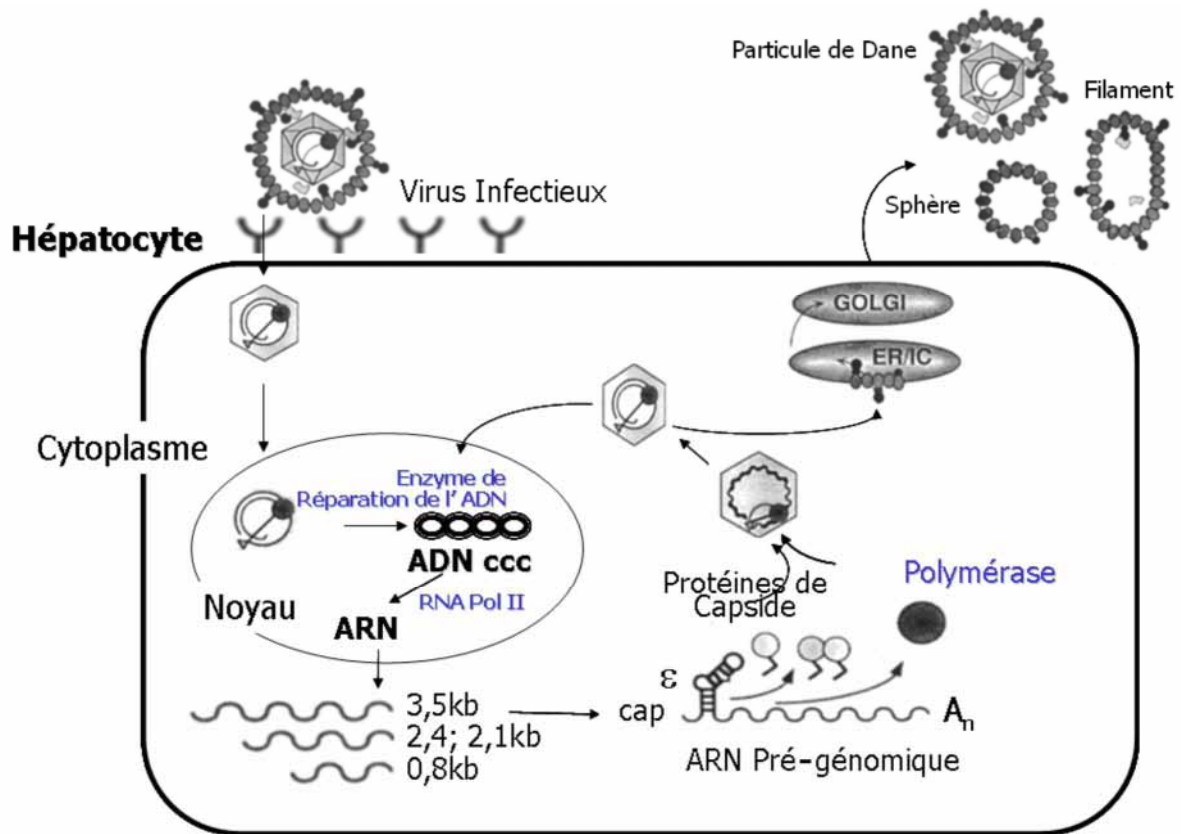 Particule de Dane
Filament
Virus Infectieux
Sphère
Hépatocyte
GOLGI
ER/IC
Cytoplasme
Enzyme de
Réparation de l' ADN
ADN ccc
RNA Pol II
Noyau
ARN
Protéines de
Capside
Polymérase
3,5kb
2,4; 2,1kb
0,8kb
ε
cap
An
ARN Pré-génomique